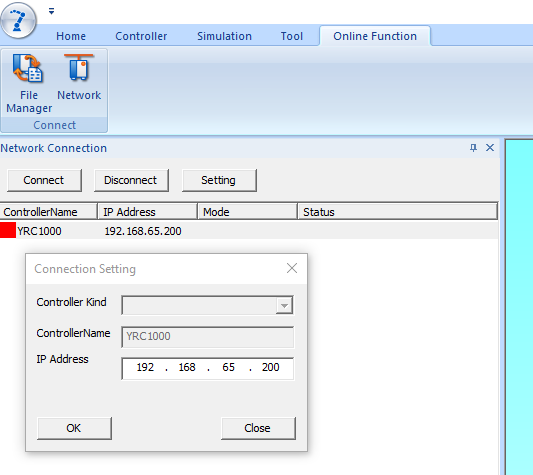 Home Controller Simulation Tool Online Function
File Manager
Network
Connect
Network Connection
Connect Disconnect Setting
ControllerName IP Address Mode Status
YRC1000 192.168.65.200
Connection Setting
Controller Kind
ControllerName YRC1000
IP Address 192 . 168 . 65 . 200
OK Close